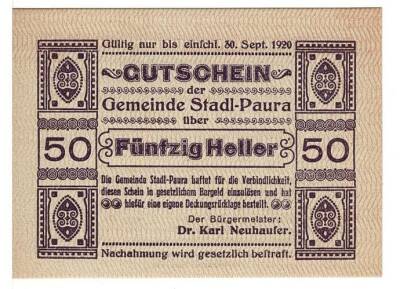 Gültig nur bis einschl. 30. Sept. 1920
GUTSCHEIN
der
Gemeinde Stadl-Paura
über
50 Fünfzig Heller 50
Die Gemeinde Stadl-Paura haftet für die Verbindlichkeit,
diesen Schein in gesetzlichem Bargeld einzulösen und hat
hiefür eine eigene Deckungsrücklage bestellt.
Der Bürgermeister:
Dr. Karl Neuhauser.
Nachahmung wird gesetzlich bestraft.